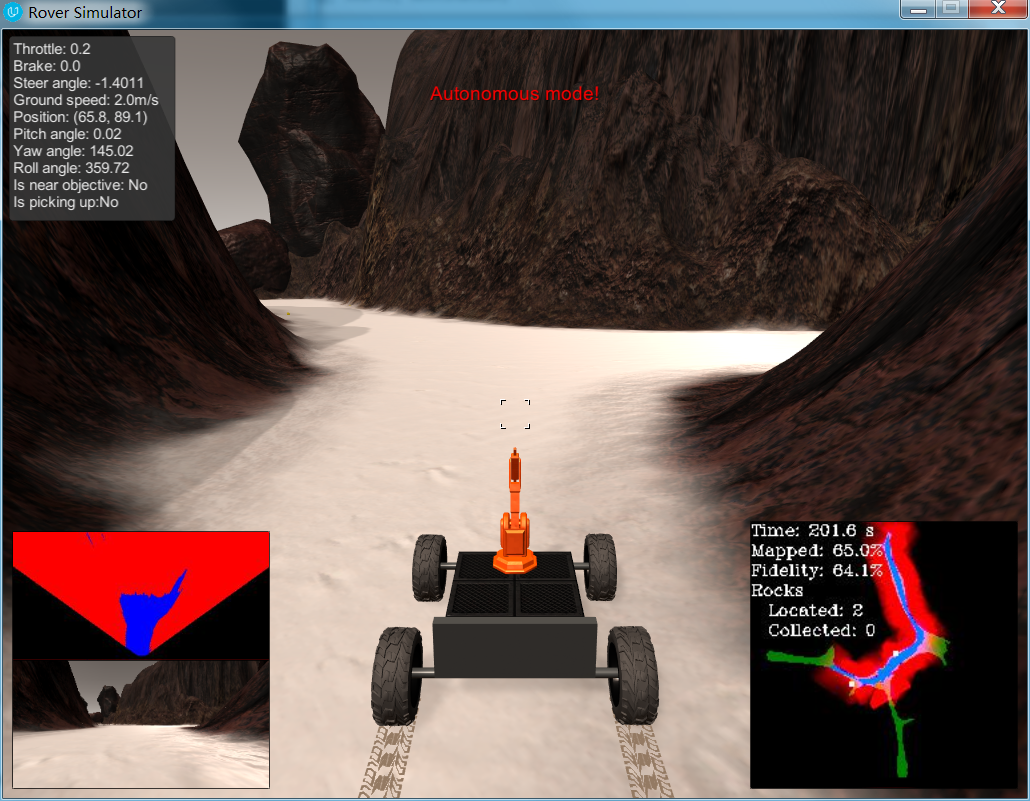 Rover Simulator
Throttle: 0.2
Brake: 0.0
Steer angle: -1.4011
Ground speed: 2.0m/s
Position: (65.8, 89.1)
Pitch angle: 0.02
Yaw angle: 145.02
Roll angle: 359.72
Is near objective: No
Is picking up:No
Autonomous mode!
Time: 201.6 s
Mapped: 65.0%
Fidelity: 64.1%
Rocks
Located: 2
Collected: 0